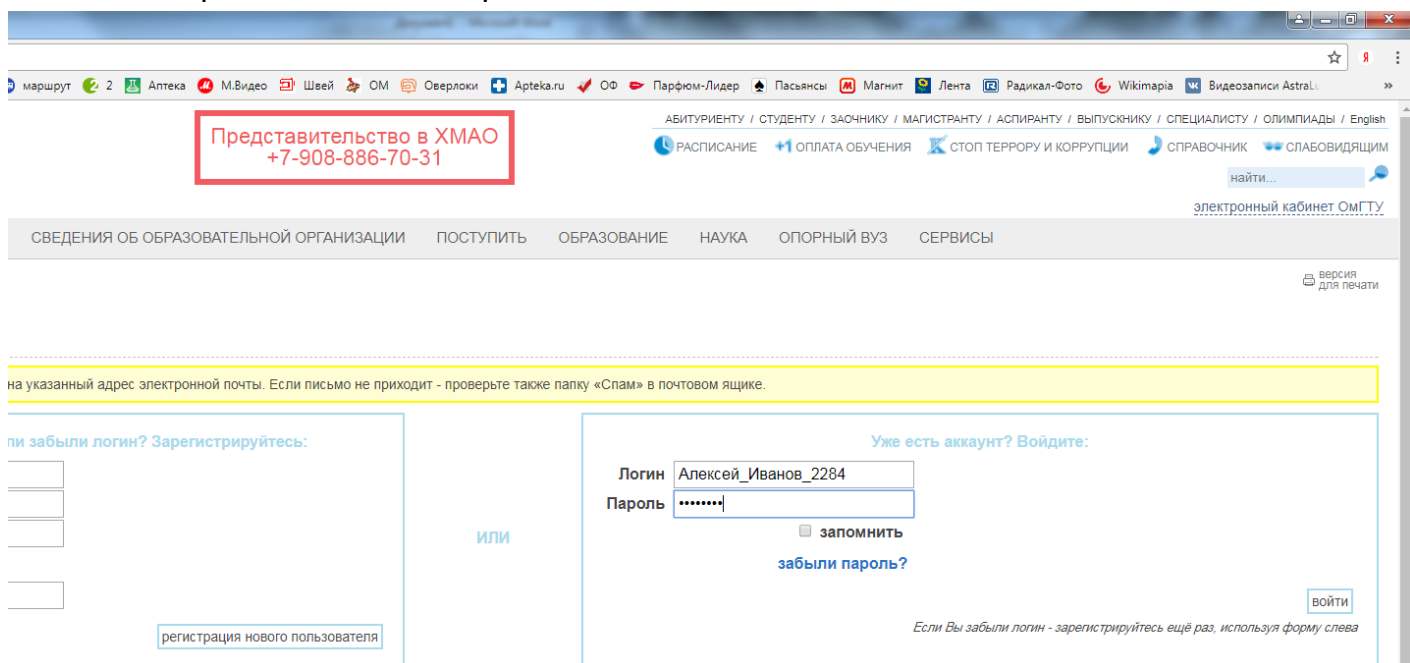 маршрут 2 Аптека М.Видео Швей ОМ Оверлоки Apteka.ru ОФ Парфюм-Лидер Пасьянсы Магнит Лента Радикал-Фото Wikimapia Видеозаписи »
Представительство в ХМАО
+7-908-886-70-31
АБИТУРИЕНТУ / СТУДЕНТУ / ЗАОЧНИКУ / МАГИСТРАНТУ / АСПИРАНТУ / ВЫПУСКНИКУ / СПЕЦИАЛИСТУ / ОЛИМПИАДЫ / English
РАСПИСАНИЕ +1 ОПЛАТА ОБУЧЕНИЯ СТОП ТЕРРОРУ И КОРРУПЦИИ СПРАВОЧНИК СЛАБОВИДЯЩИМ
найти...
электронный кабинет ОмГТУ
СВЕДЕНИЯ ОБ ОБРАЗОВАТЕЛЬНОЙ ОРГАНИЗАЦИИ ПОСТУПИТЬ ОБРАЗОВАНИЕ НАУКА ОПОРНЫЙ ВУЗ СЕРВИСЫ
версия
для печати
на указанный адрес электронной почты. Если письмо не приходит - проверьте также папку «Спам» в почтовом ящике.
забыли логин? Зарегистрируйтесь:
регистрация нового пользователя
ИЛИ
Уже есть аккаунт? Войдите:
Логин Алексей_Иванов_2284
Пароль ••••••••
запомнить
забыли пароль?
войти
Если Вы забыли логин - зарегистрируйтесь ещё раз, используя форму слева